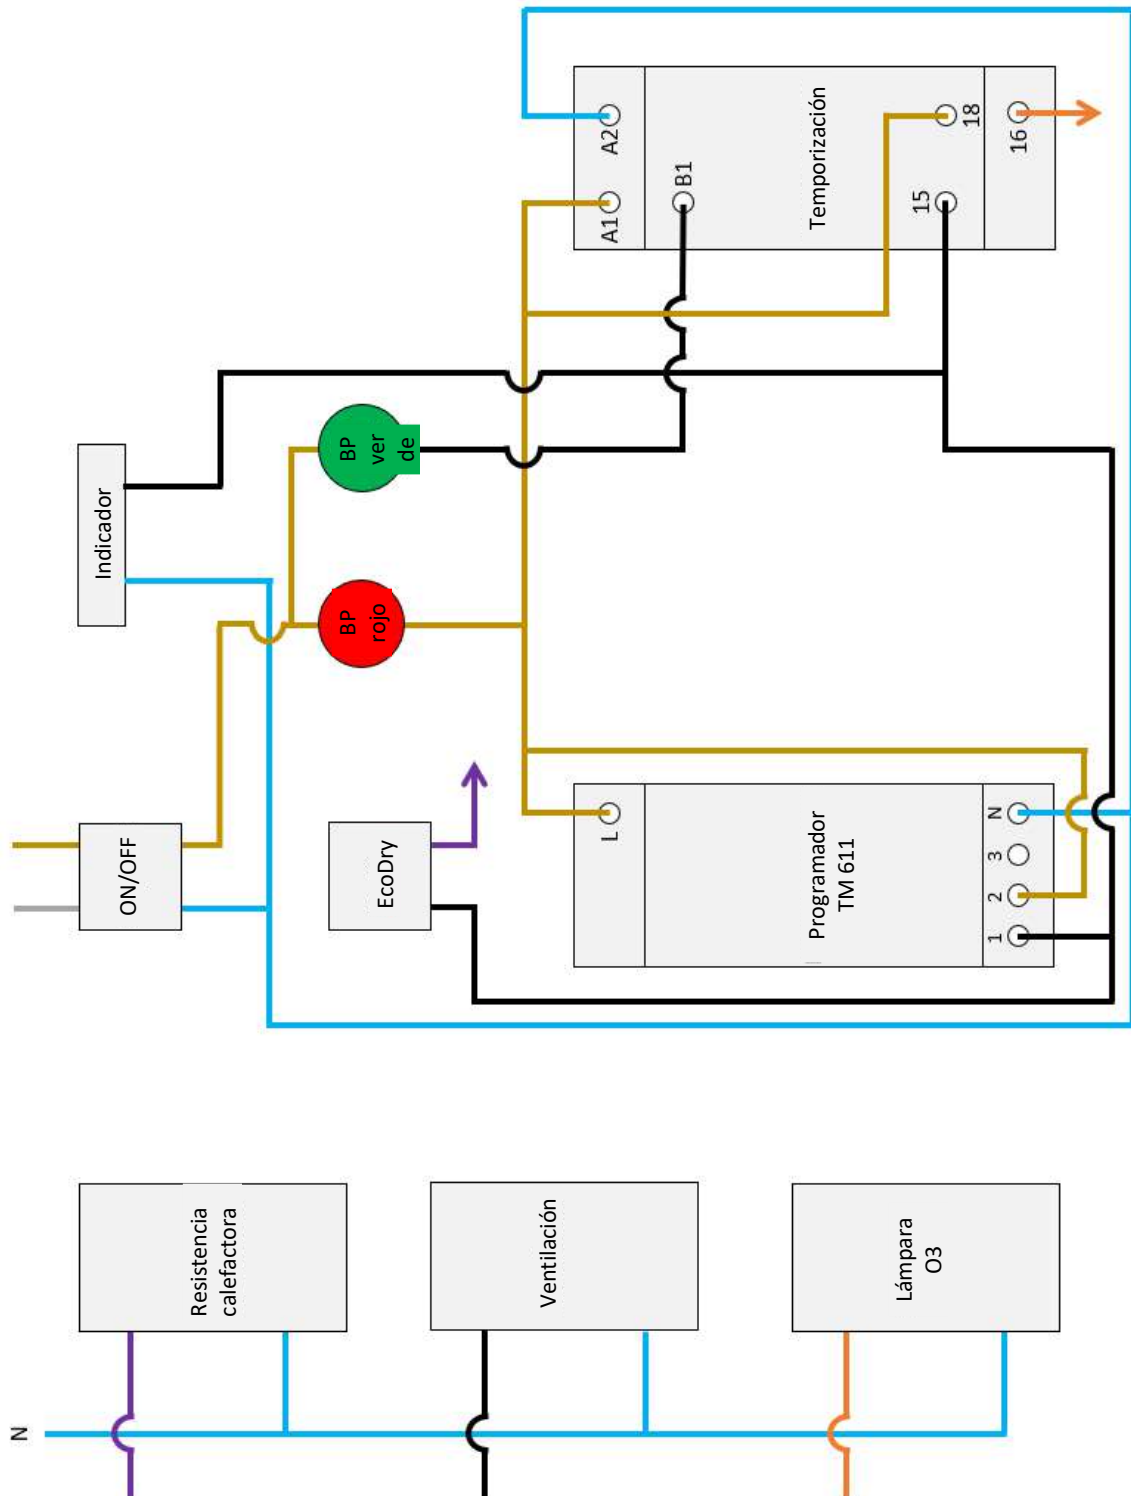 Indicador
ON/OFF
BP
ver
de
BP
rojo
EcoDry
A1
A2
B1
Temporización
15
18
16
L
Programador
TM 611
1
2
3
N
N
Resistencia
calefactora
Ventilación
Lámpara
O3